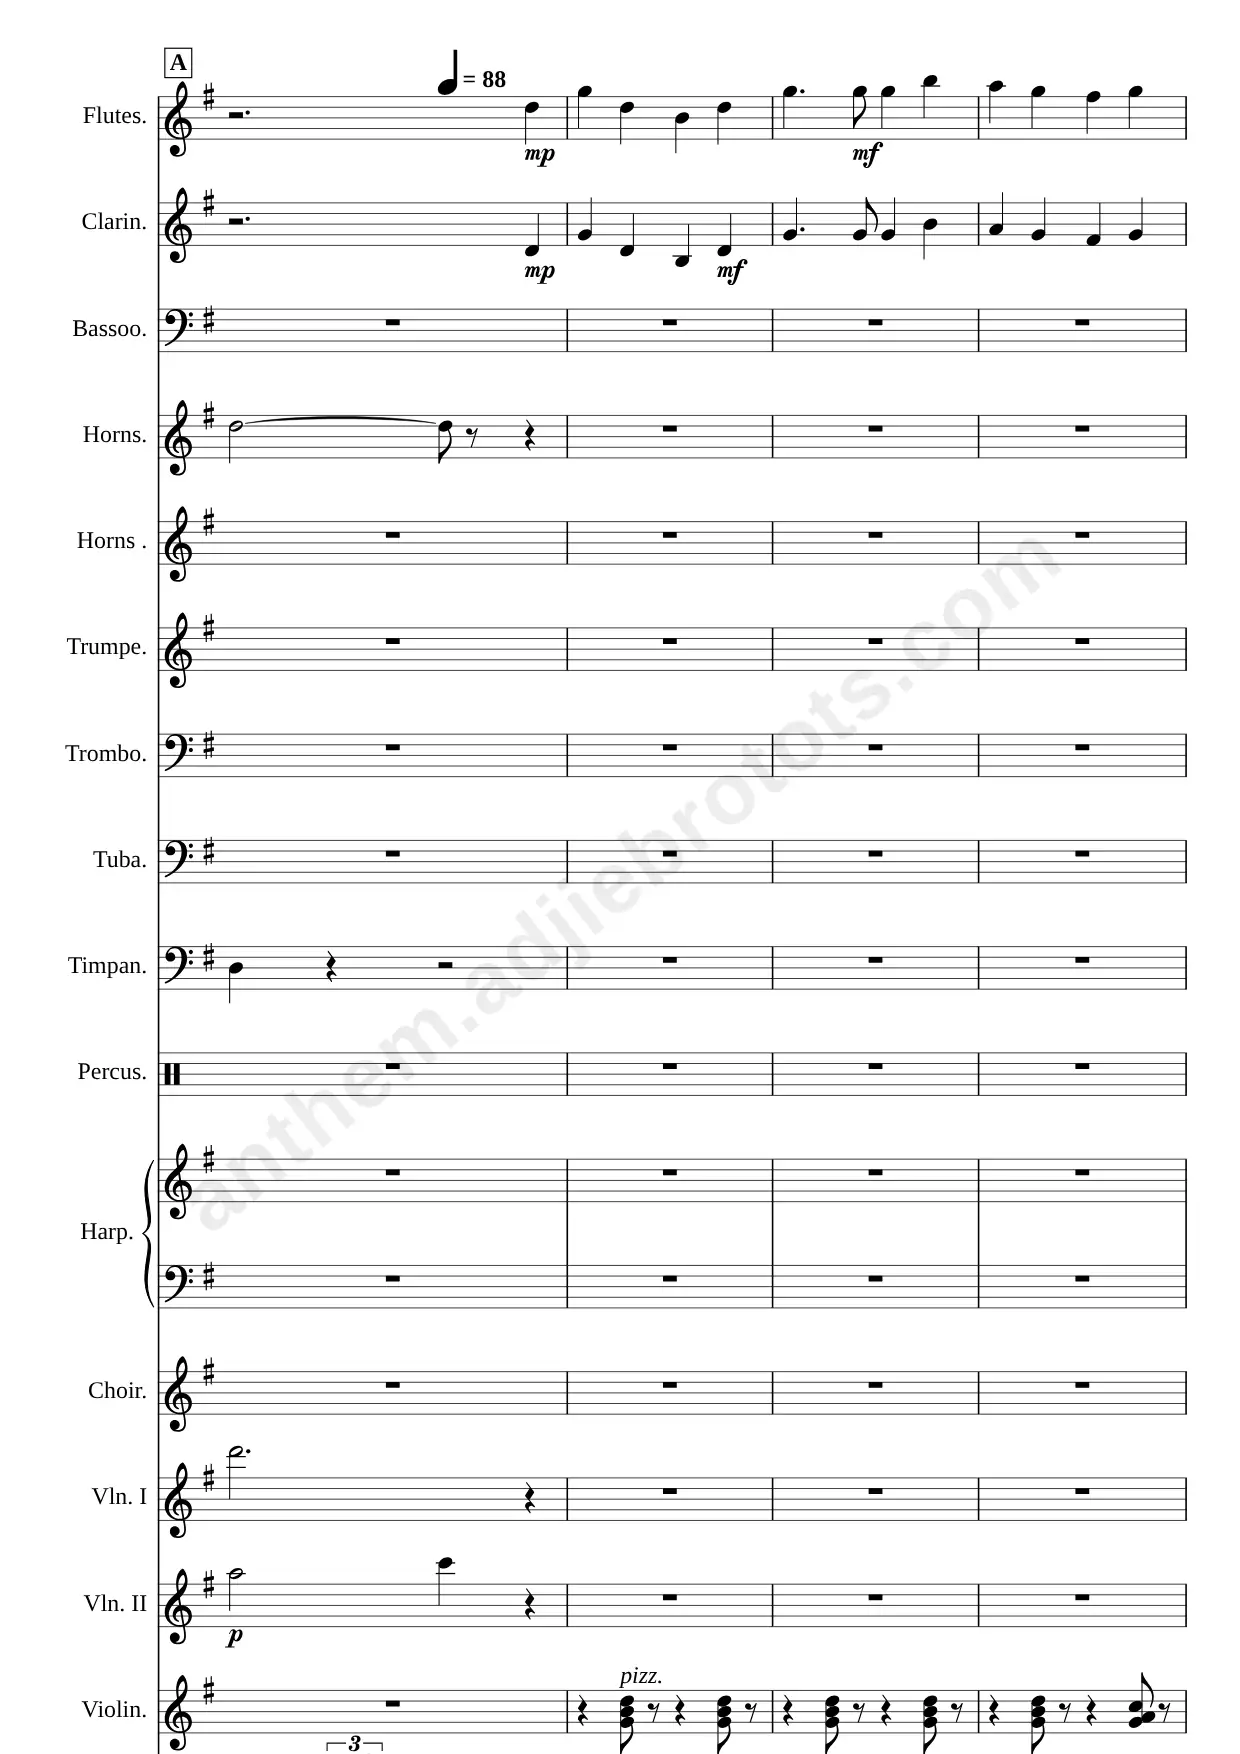 A
= 88
Flutes.
mp
mf
Clarin.
mp
mf
Bassoo.
Horns.
Horns .
Trumpe.
Trombo.
Tuba.
Timpan.
Percus.
Harp.
Choir.
Vln. I
Vln. II
p
pizz.
Violin.
3
anthem.adjiebrotots.com